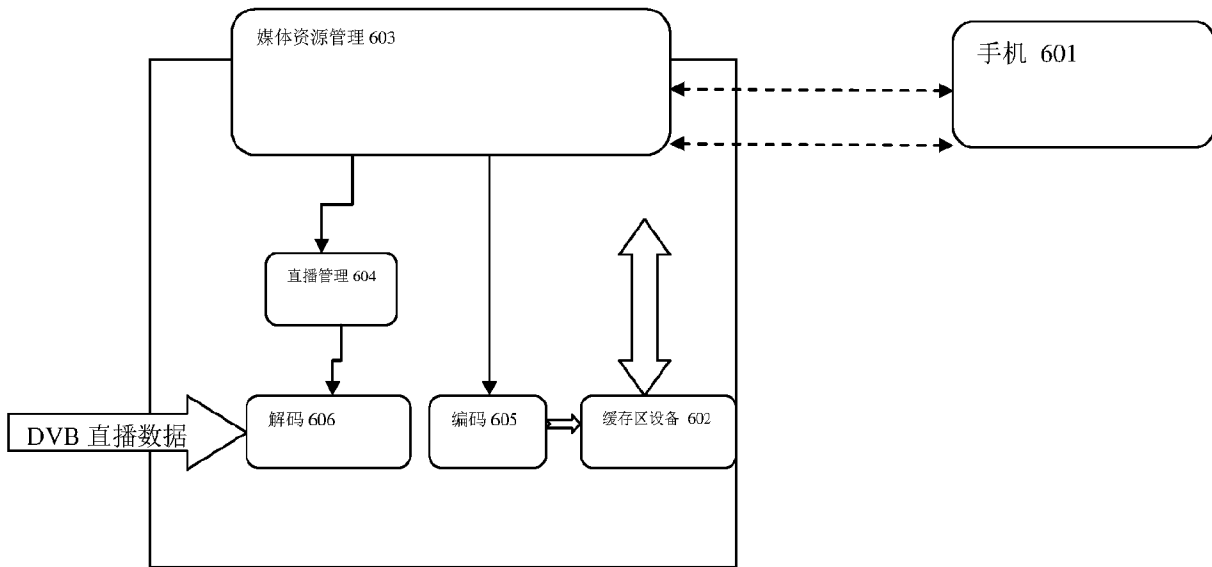 媒体资源管理 603
手机 601
直播管理 604
解码 606
编码 605
缓存区设备 602
DVB 直播数据